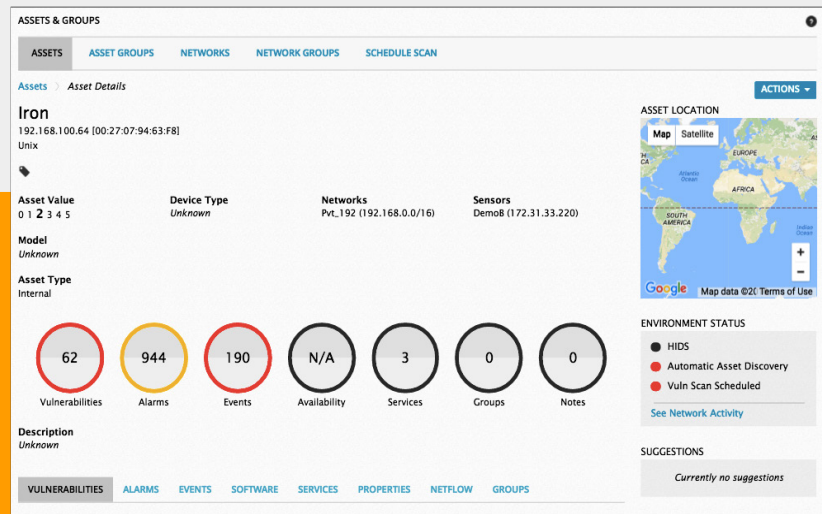 ASSETS & GROUPS
?
ASSETS ASSET GROUPS NETWORKS NETWORK GROUPS SCHEDULE SCAN
Assets Asset Details
ACTIONS
Iron
192.168.100.64 [00:27:07:94:63:F8]
Unix
Asset Value Device Type Networks Sensors
0 1 2 3 4 5 Unknown Pvt_192 (192.168.0.0/16) DemoB (172.31.33.220)
Model
Unknown
Asset Type
Internal
62 944 190 N/A 3 0 0
Vulnerabilities Alarms Events Availability Services Groups Notes
Description
Unknown
VULNERABILITIES ALARMS EVENTS SOFTWARE SERVICES PROPERTIES NETFLOW GROUPS
ASSET LOCATION
Map Satellite
EUROPE
Atlantic
Ocean
AFRICA
SOUTH
AMERICA
Indian
Ocean
+
−
Google Map data ©20 Terms of Use
ENVIRONMENT STATUS
HIDS
Automatic Asset Discovery
Vuln Scan Scheduled
See Network Activity
SUGGESTIONS
Currently no suggestions